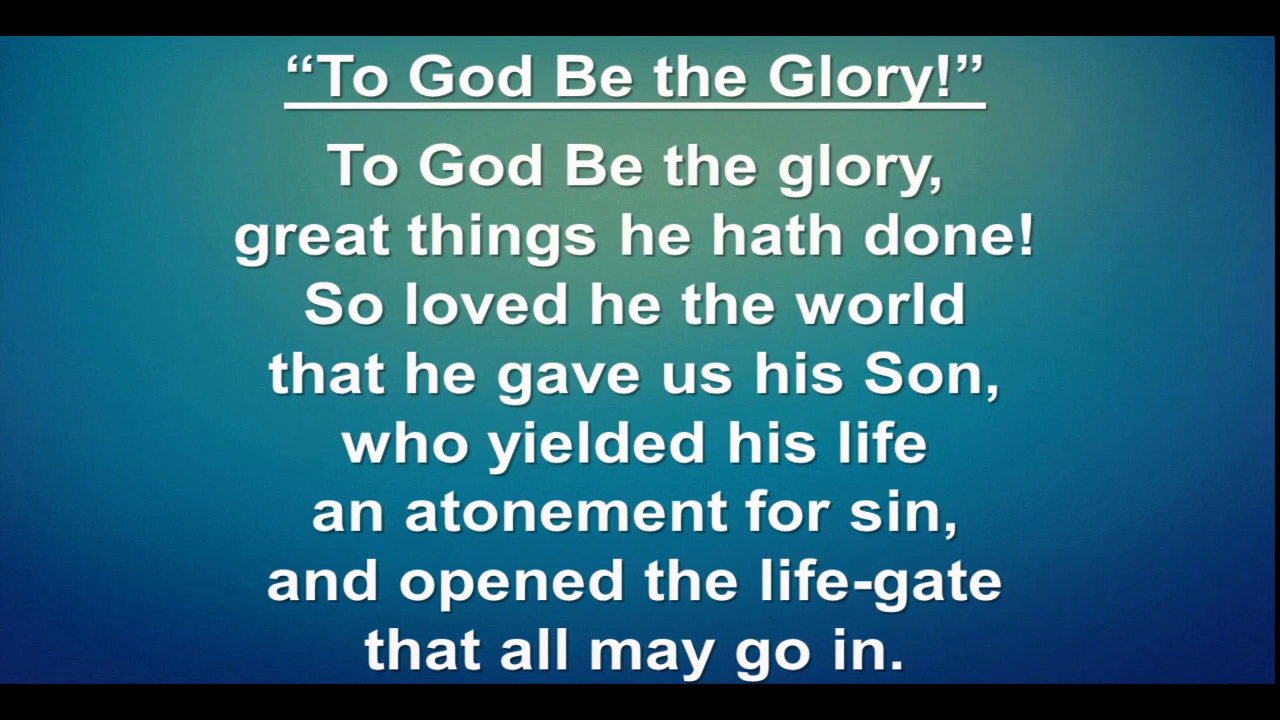 “To God Be the Glory!”
To God Be the glory,
great things he hath done!
So loved he the world
that he gave us his Son,
who yielded his life
an atonement for sin,
and opened the life-gate
that all may go in.